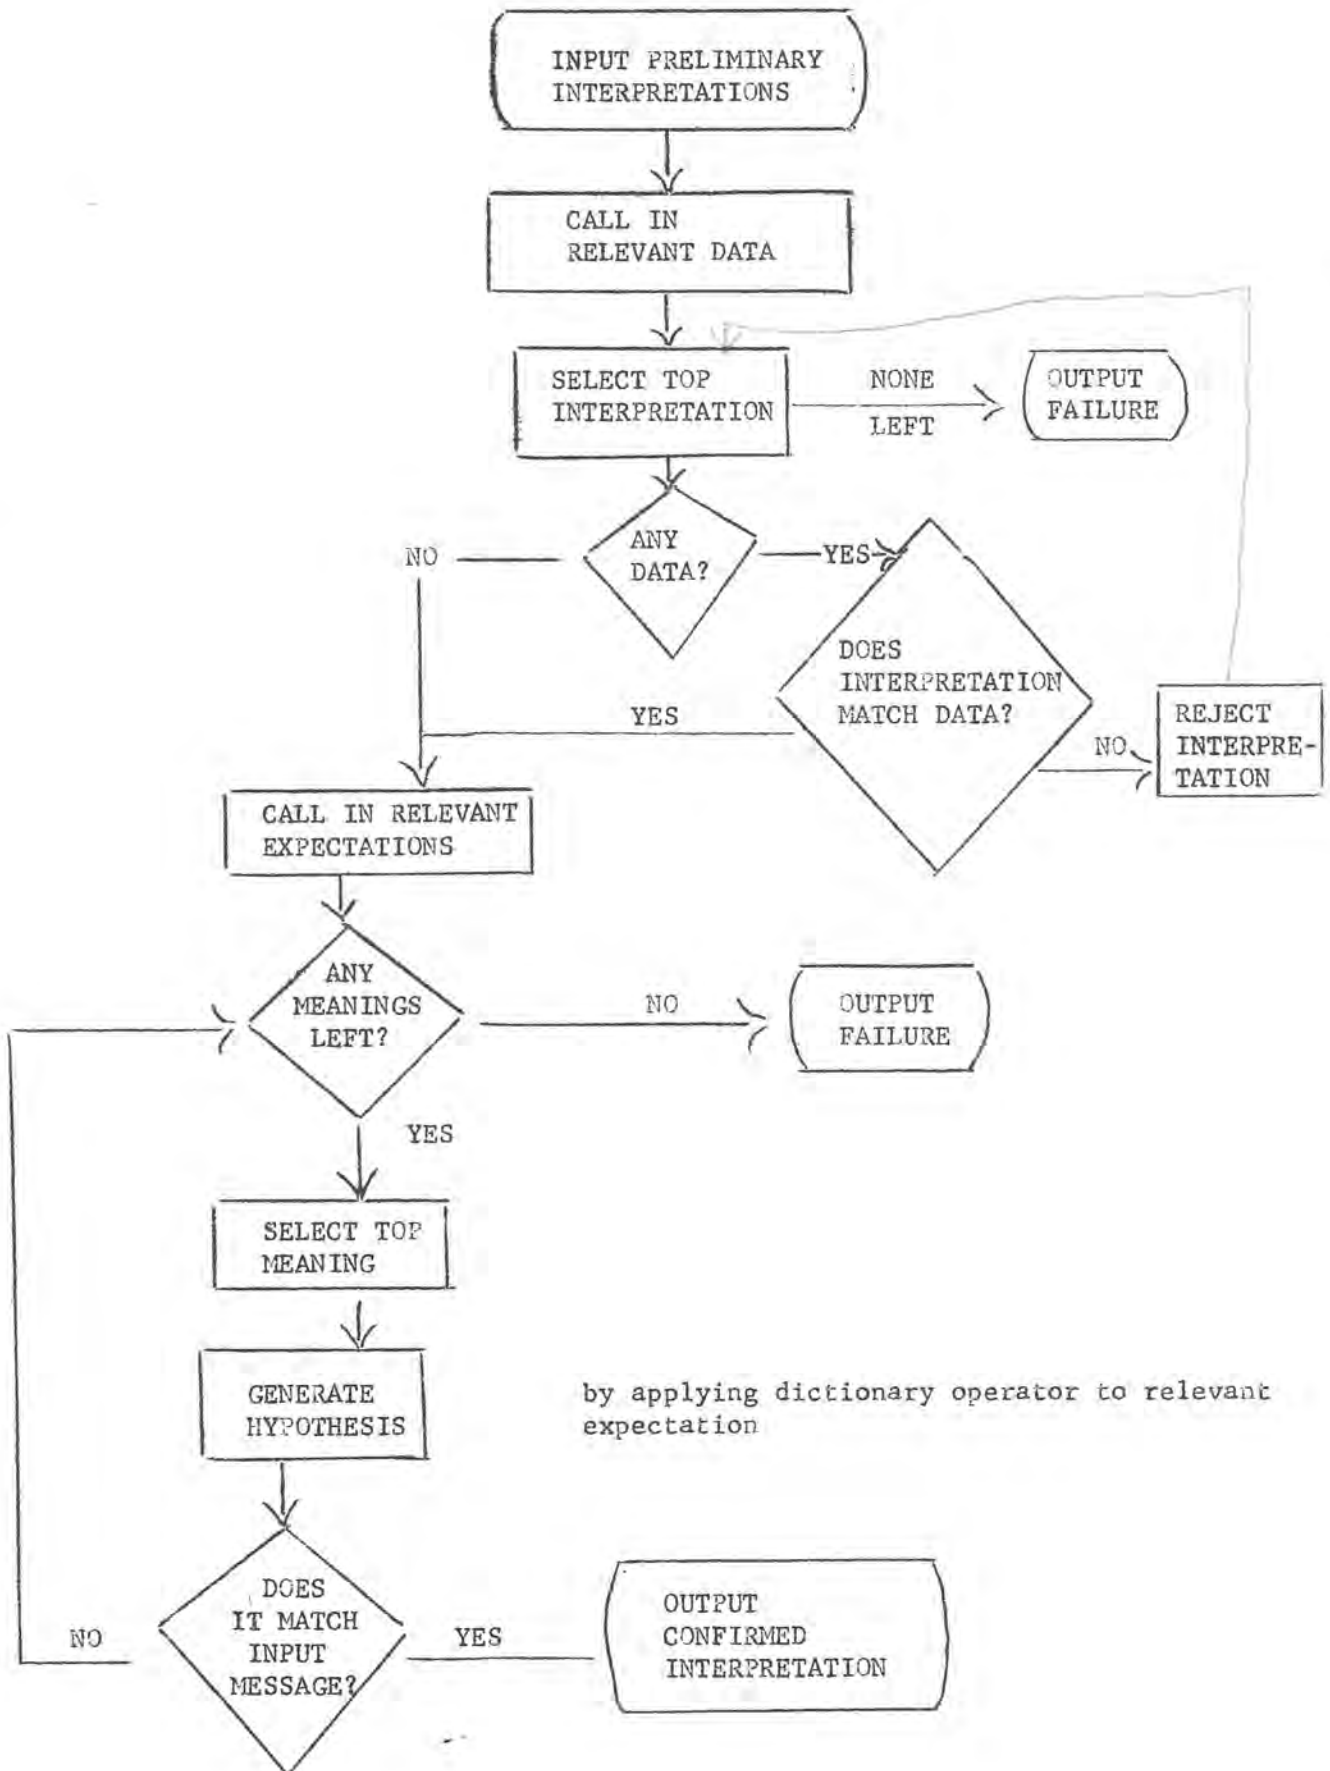 INPUT PRELIMINARY
INTERPRETATIONS
CALL IN
RELEVANT DATA
SELECT TOP
INTERPRETATION
NONE
LEFT
OUTPUT
FAILURE
ANY
DATA?
NO
YES
DOES
INTERPRETATION
MATCH DATA?
YES
NO
REJECT
INTERPRE-
TATION
CALL IN RELEVANT
EXPECTATIONS
ANY
MEANINGS
LEFT?
NO
OUTPUT
FAILURE
YES
SELECT TOP
MEANING
GENERATE
HYPOTHESIS
by applying dictionary operator to relevant
expectation
DOES
IT MATCH
INPUT
MESSAGE?
NO
YES
OUTPUT
CONFIRMED
INTERPRETATION